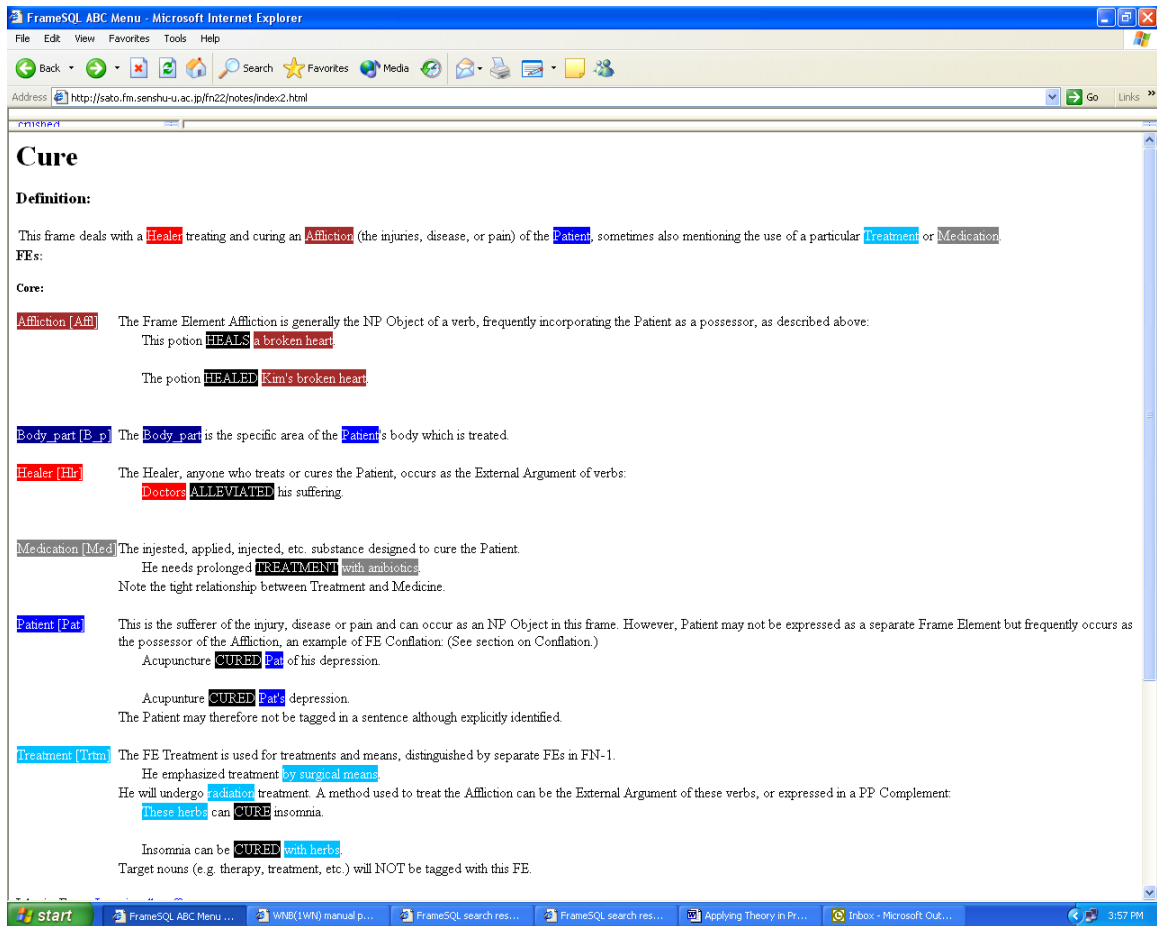 FrameSQL ABC Menu - Microsoft Internet Explorer
File Edit View Favorites Tools Help
Back Search Favorites Media
Address http://sato.fm.senshu-u.ac.jp/fn22/notes/index2.html Go Links »
crushed
Cure
Definition:
This frame deals with a Healer treating and curing an Affliction (the injuries, disease, or pain) of the Patient, sometimes also mentioning the use of a particular Treatment or Medication.
FEs:
Core:
Affliction [Affl] The Frame Element Affliction is generally the NP Object of a verb, frequently incorporating the Patient as a possessor, as described above:
This potion HEALS a broken heart.
The potion HEALED Kim's broken heart.
Body_part [B_p] The Body_part is the specific area of the Patient's body which is treated.
Healer [Hlr] The Healer, anyone who treats or cures the Patient, occurs as the External Argument of verbs:
Doctors ALLEVIATED his suffering.
Medication [Med] The injested, applied, injected, etc. substance designed to cure the Patient.
He needs prolonged TREATMENT with anibiotics.
Note the tight relationship between Treatment and Medicine.
Patient [Pat] This is the sufferer of the injury, disease or pain and can occur as an NP Object in this frame. However, Patient may not be expressed as a separate Frame Element but frequently occurs as
the possessor of the Affliction, an example of FE Conflation: (See section on Conflation.)
Acupuncture CURED Pat of his depression.
Acupunture CURED Pat's depression.
The Patient may therefore not be tagged in a sentence although explicitly identified.
Treatment [Trtm] The FE Treatment is used for treatments and means, distinguished by separate FEs in FN-1.
He emphasized treatment by surgical means.
He will undergo radiation treatment. A method used to treat the Affliction can be the External Argument of these verbs, or expressed in a PP Complement:
These herbs can CURE insomnia.
Insomnia can be CURED with herbs.
Target nouns (e.g. therapy, treatment, etc.) will NOT be tagged with this FE.
start FrameSQL ABC Menu ... WNB(1WN) manual p... FrameSQL search res... FrameSQL search res... Applying Theory in Pr... Inbox - Microsoft Out... 3:57 PM